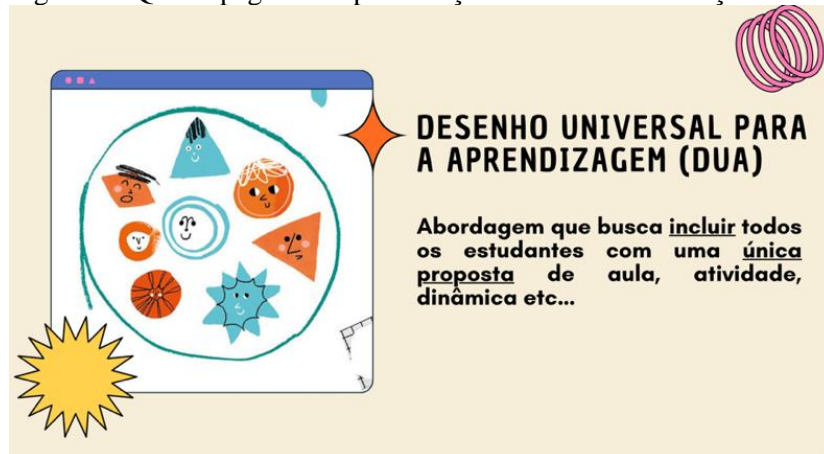 DESENHO UNIVERSAL PARA
A APRENDIZAGEM (DUA)
Abordagem que busca incluir todos
os estudantes com uma única
proposta de aula, atividade,
dinâmica etc...